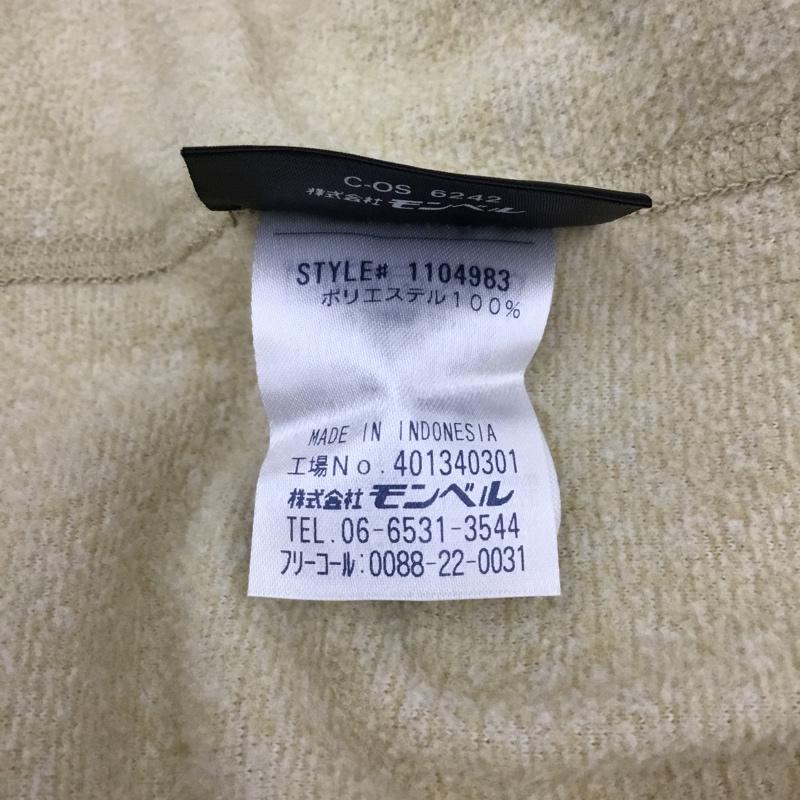 C-OS 6242
株式会社 モンベル
STYLE# 1104983
ポリエステル100%
MADE IN INDONESIA
工場No.401340301
株式会社 モンベル
TEL.06-6531-3544
フリーコール:0088-22-0031